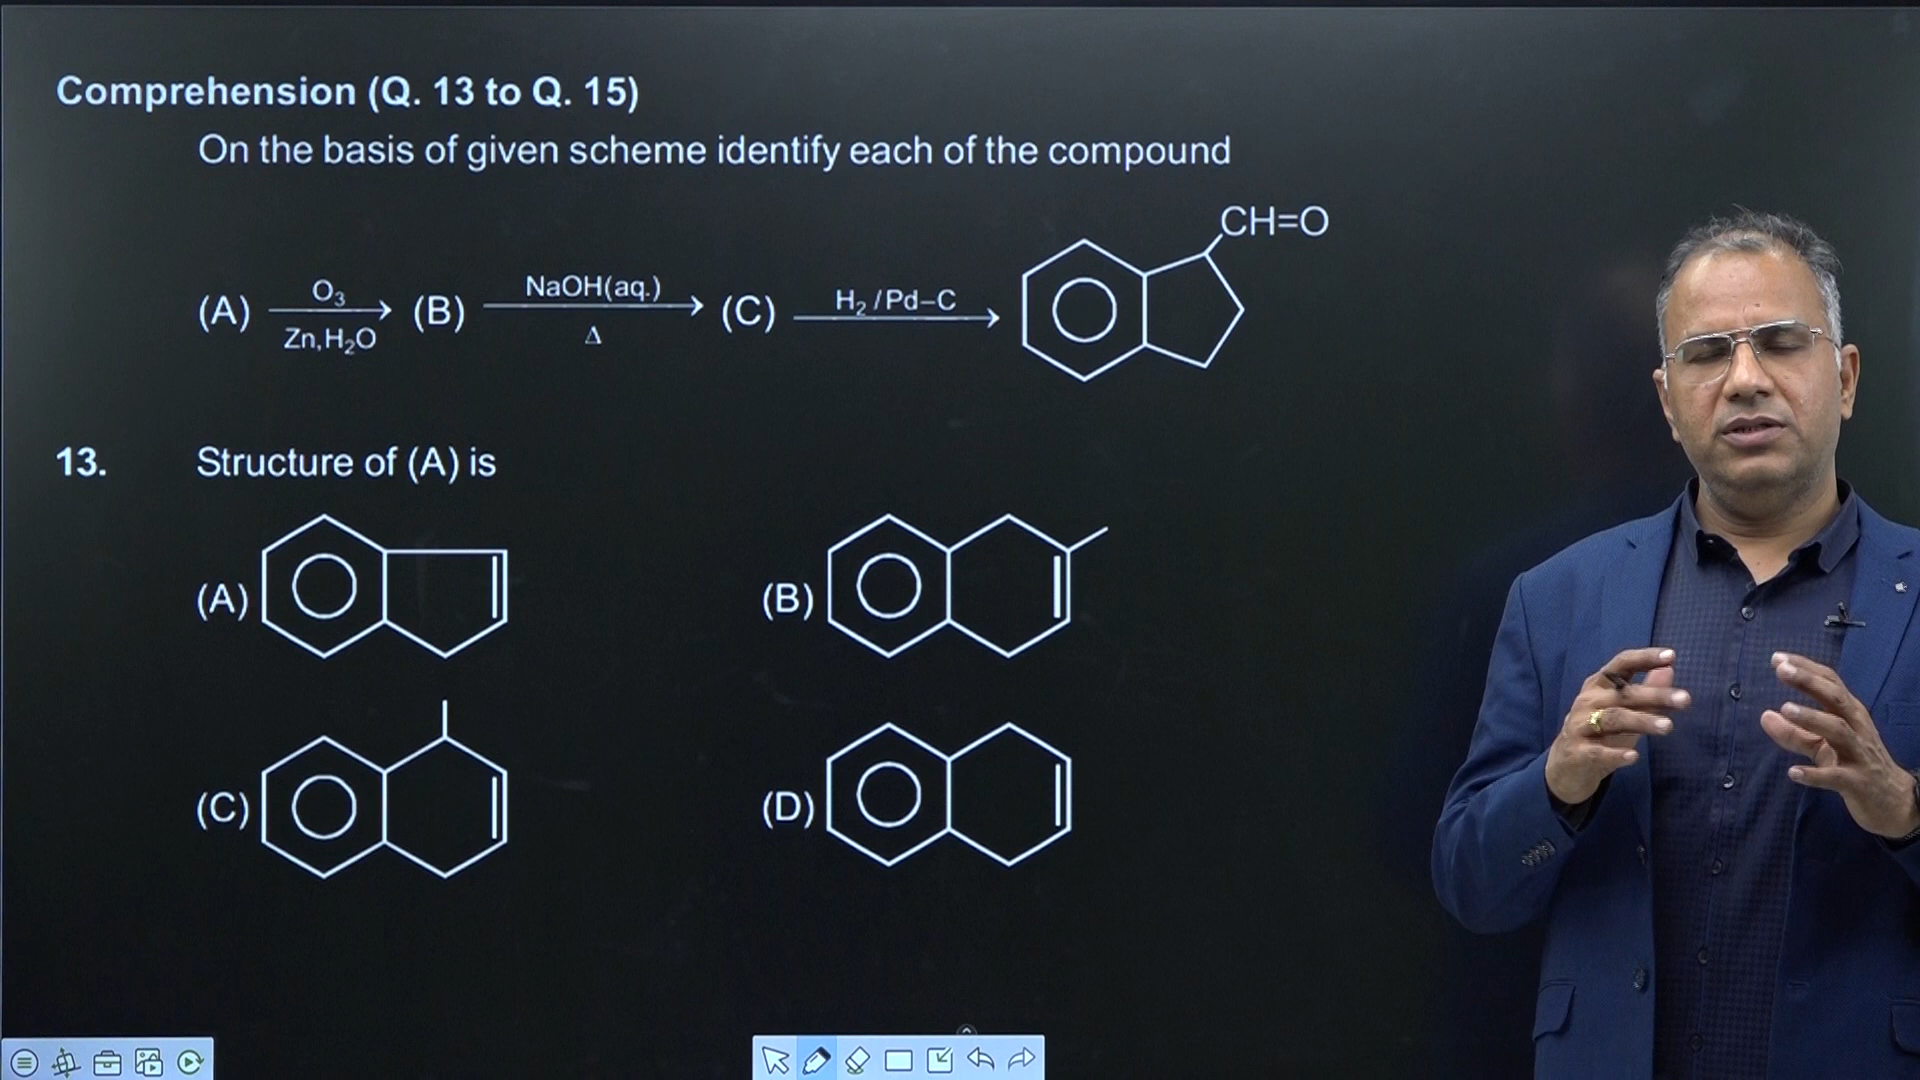 Comprehension (Q. 13 to Q. 15)
On the basis of given scheme identify each of the compound
CH=O
(A) O₃ Zn,H₂O (B) NaOH(aq.) Δ (C) H₂/Pd–C
13. Structure of (A) is
(A) (B)
(C) (D)